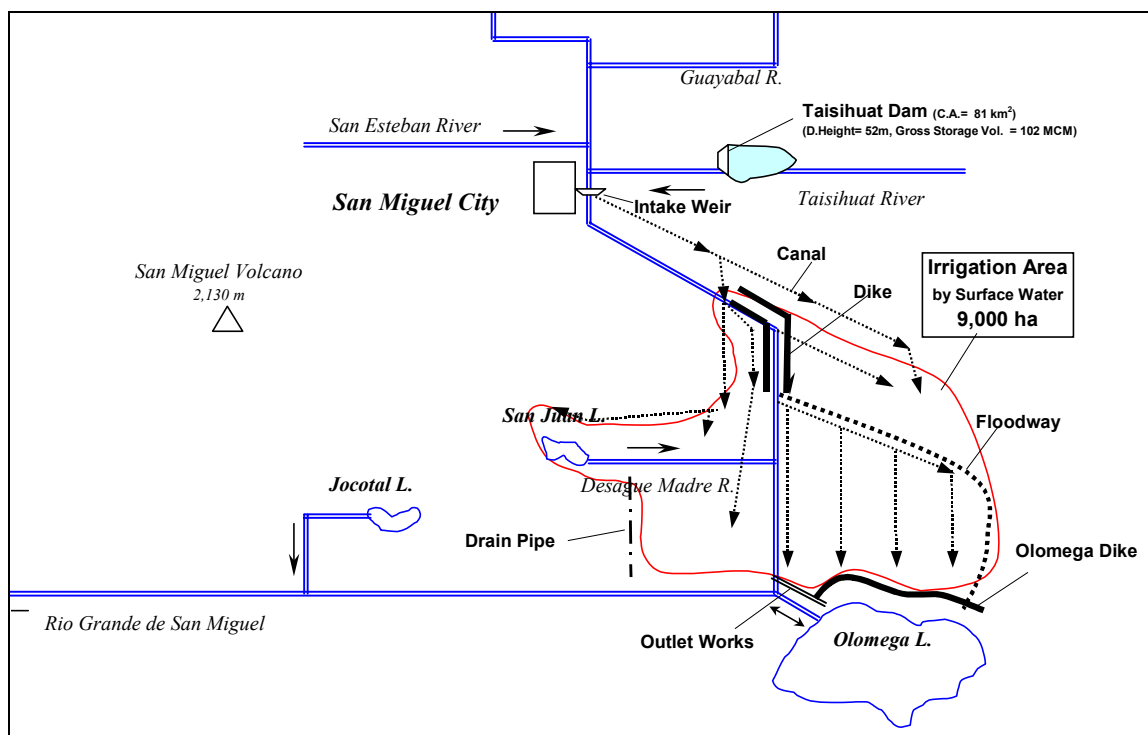 Guayabal R.
Taisihuat Dam (C.A.= 81 km²)
(D.Height= 52m, Gross Storage Vol. = 102 MCM)
San Esteban River
San Miguel City
Intake Weir
Taisihuat River
Canal
Irrigation Area
by Surface Water
9,000 ha
San Miguel Volcano
2,130 m
Dike
San Juan L.
Floodway
Jocotal L.
Desague Madre R.
Drain Pipe
Olomega Dike
Rio Grande de San Miguel
Outlet Works
Olomega L.